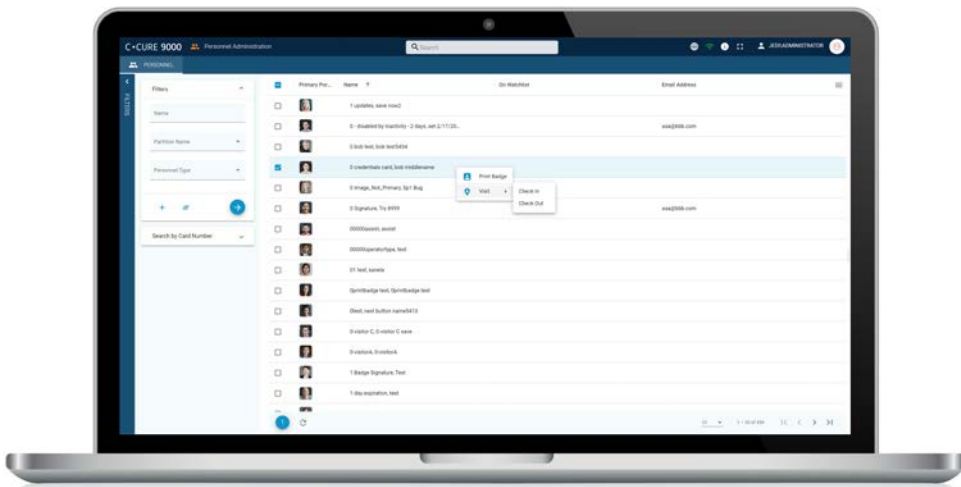 C•CURE 9000 Personnel Administration Search JEDI\ADMINISTRATOR
PERSONNEL
FILTERS
Filters
Name
Partition Name
Personnel Type
Search by Card Number
Primary Por... Name On Watchlist Email Address
1 updates, save now2
0 - disabled by inactivity - 2 days, set 2/17/20...
0 bob test, bob test5454
0 credentials card, bob middlename
0 Image_Not_Primary, Sp1 Bug
0 Signature, Try 8999
00000assist, assist
00000operatortype, test
01 test, sanela
0printbadge test, 0printbadge test
0test, next button name5413
0-visitor C, 0-visitor C save
0-visitorA, 0-visitorA
1 Badge Signature, Test
1 day expiration, test
Print Badge
Visit
Check In
Check Out
1